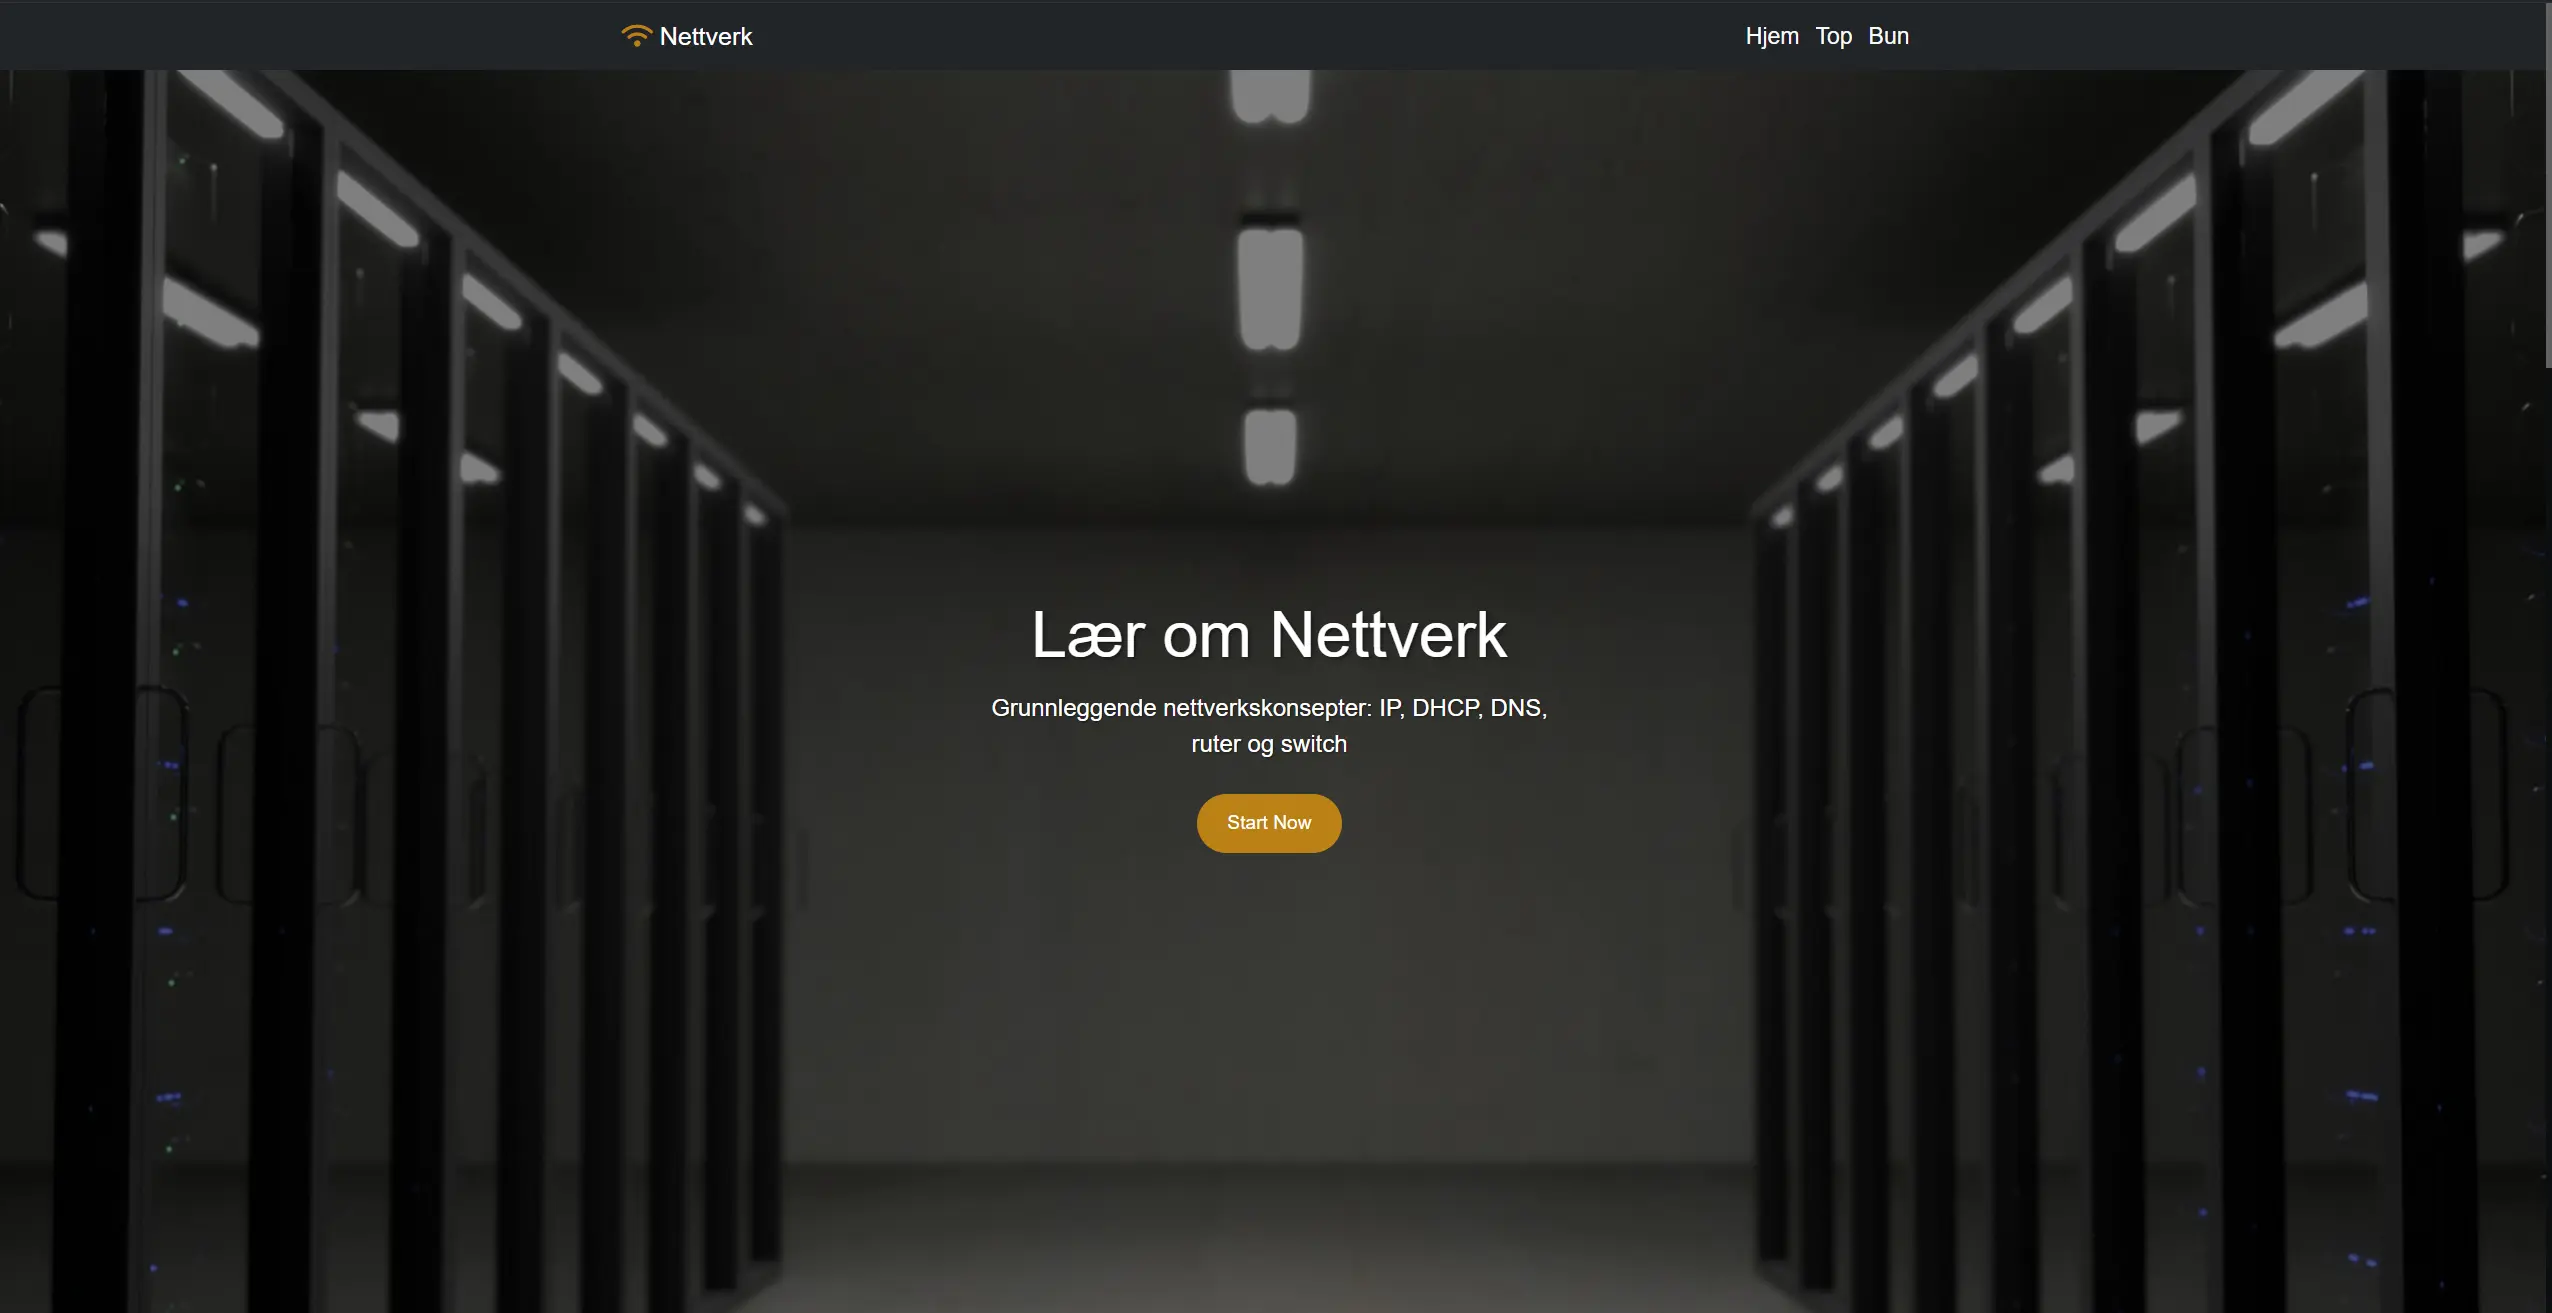 Nettverk
Hjem Top Bun
Lær om Nettverk
Grunnleggende nettverkskonsepter: IP, DHCP, DNS,
ruter og switch
Start Now